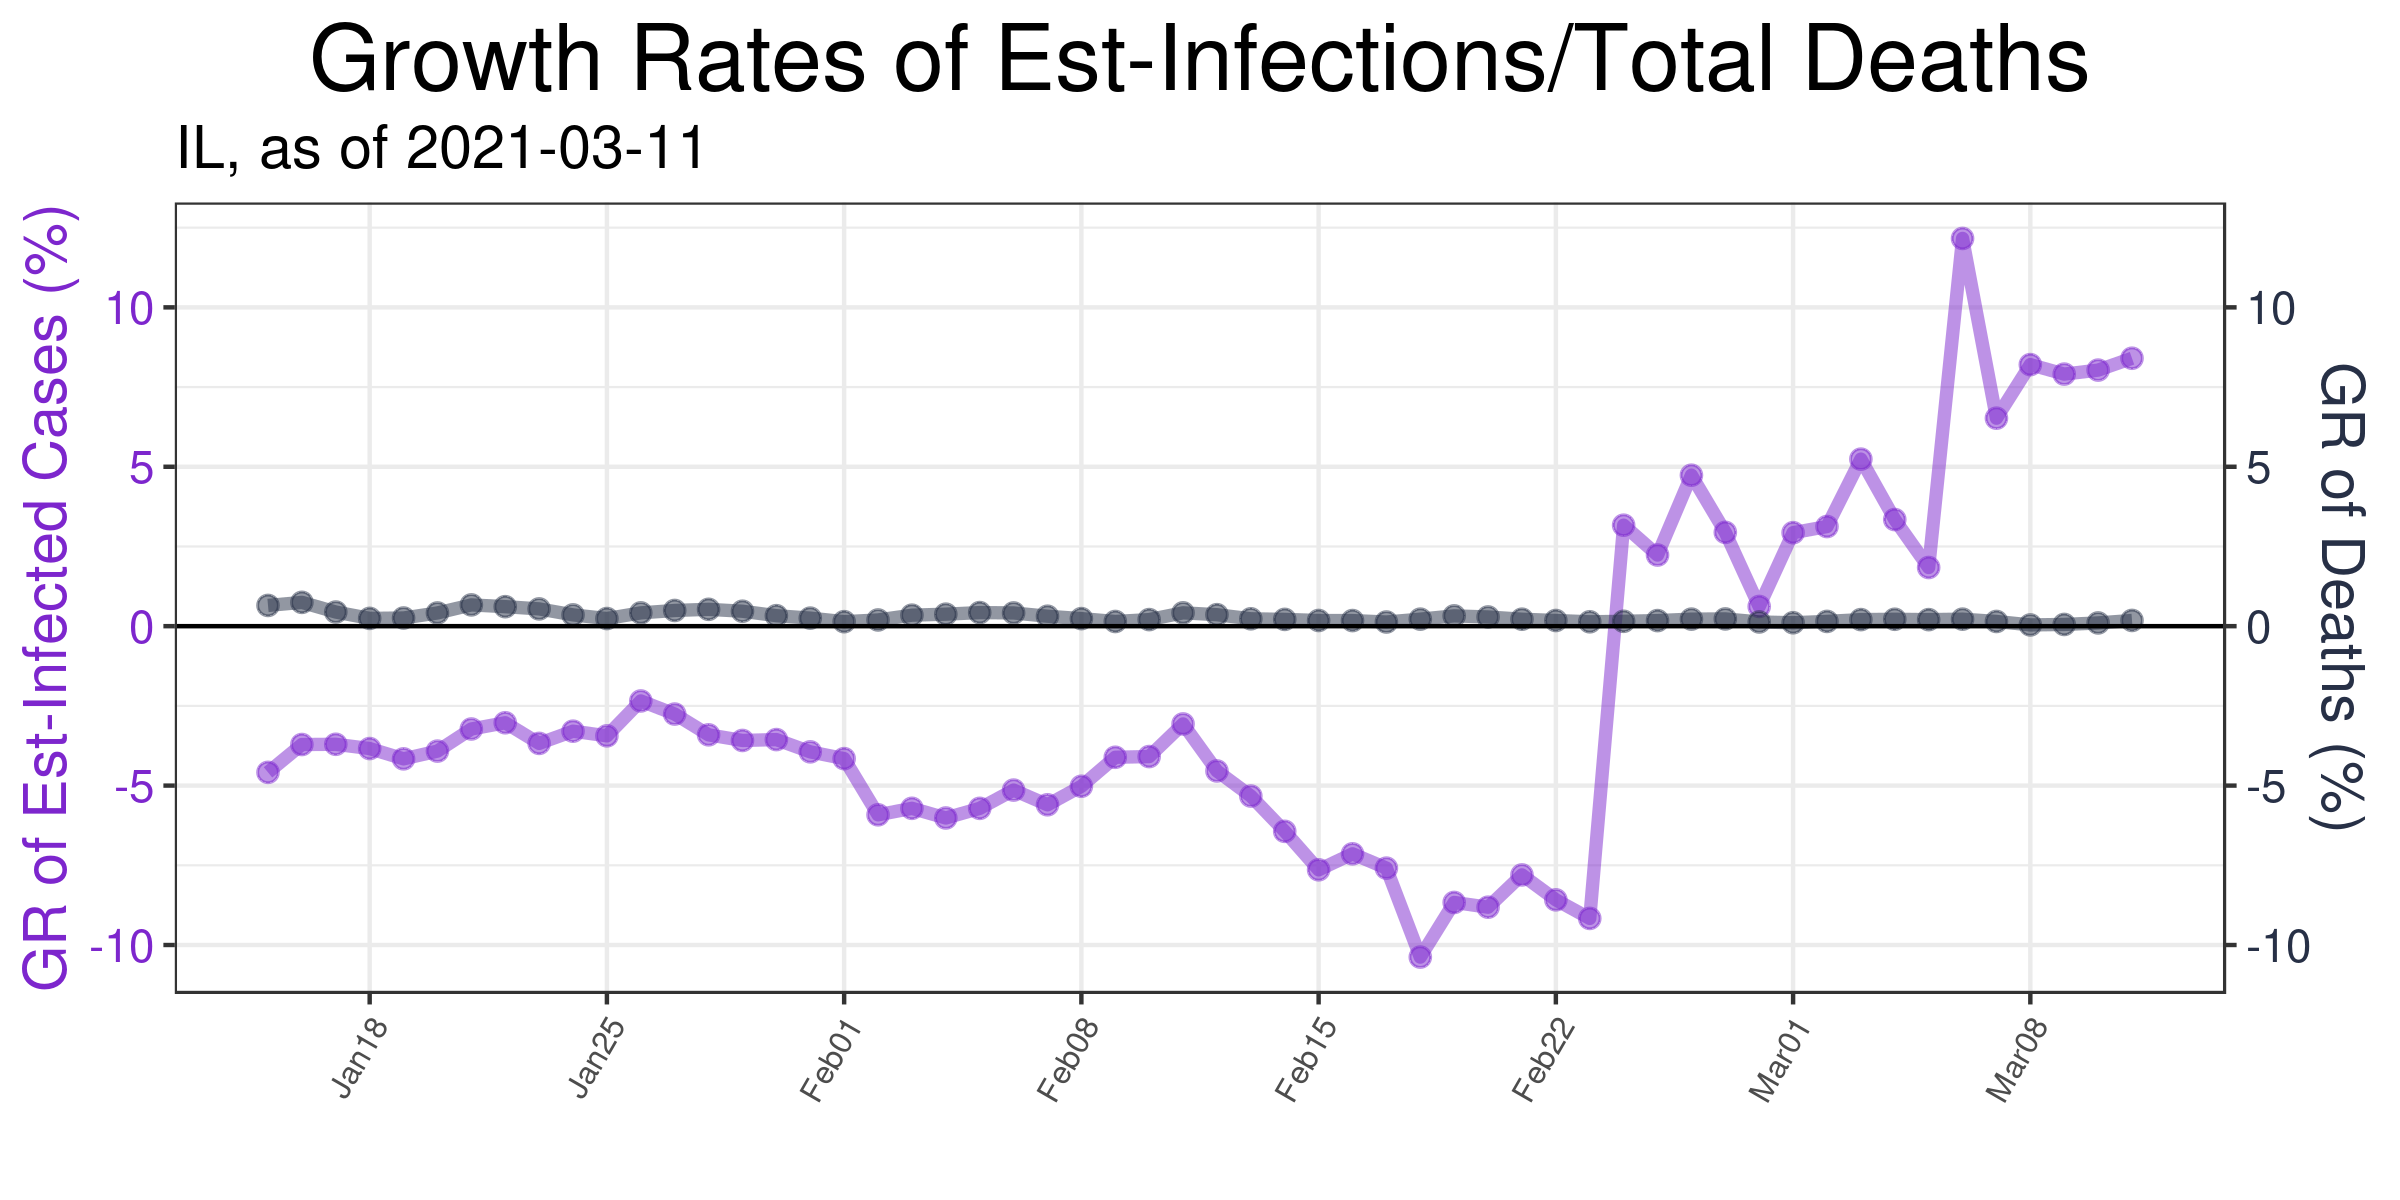 Growth Rates of Est-Infections/Total Deaths
IL, as of 2021-03-11
GR of Est-Infected Cases (%)
10
5
0
-5
-10
10
5
0
-5
-10
GR of Deaths (%)
Jan18
Jan25
Feb01
Feb08
Feb15
Feb22
Mar01
Mar08